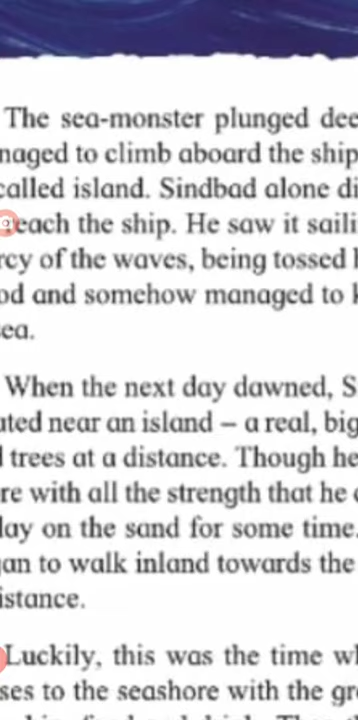 The sea-monster plunged dee
naged to climb aboard the ship
called island. Sindbad alone di
reach the ship. He saw it saili
rcy of the waves, being tossed
od and somehow managed to
sea.
When the next day dawned, S
ated near an island – a real, big
trees at a distance. Though he
re with all the strength that he
lay on the sand for some time.
an to walk inland towards the
istance.
Luckily, this was the time wh
ses to the seashore with the gr